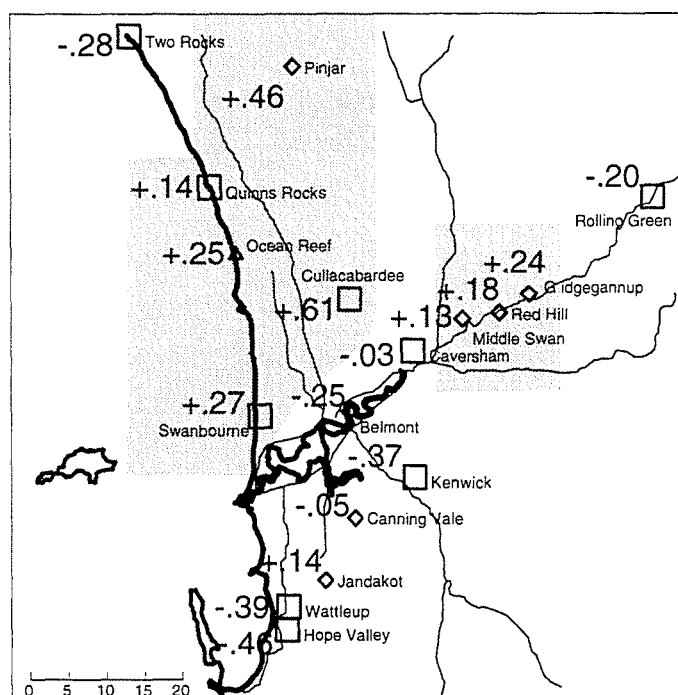 -.28 Two Rocks
Pinjar
+.46
+.14 Quinns Rocks
-.20
Rolling Green
+.25 Ocean Reef
+.24
Cullacabardee
+.18 Gidgegannup
+.61
+.13 Red Hill
Middle Swan
-.03 Caversham
-.25
+.27
Swanbourne
Belmont
-.37
Kenwick
-.05
Canning Vale
+.14
Jandakot
-.39 Wattleup
-.46 Hope Valley
0 5 10 15 20